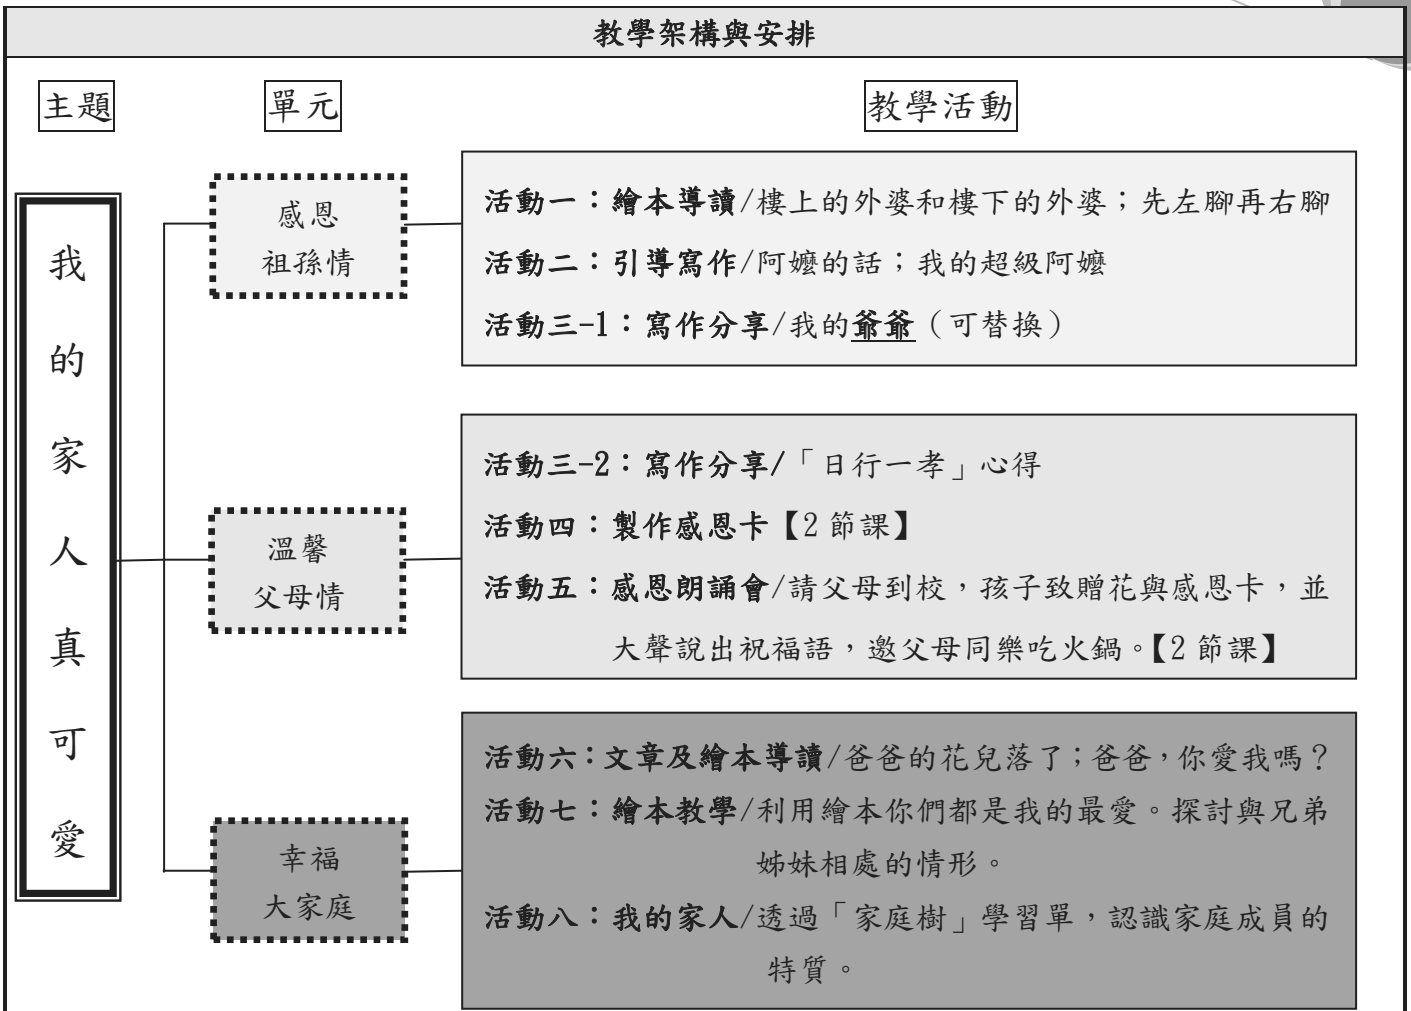 教學架構與安排
主題
單元
教學活動
我的家人真可愛
感恩
祖孫情
活動一：繪本導讀/樓上的外婆和樓下的外婆；先左腳再右腳
活動二：引導寫作/阿嬤的話；我的超級阿嬤
活動三-1：寫作分享/我的爺爺（可替換）
溫馨
父母情
活動三-2：寫作分享/「日行一孝」心得
活動四：製作感恩卡【2 節課】
活動五：感恩朗誦會/請父母到校，孩子致贈花與感恩卡，並
大聲說出祝福語，邀父母同樂吃火鍋。【2 節課】
幸福
大家庭
活動六：文章及繪本導讀/爸爸的花兒落了；爸爸，你愛我嗎？
活動七：繪本教學/利用繪本你們都是我的最愛。探討與兄弟
姊妹相處的情形。
活動八：我的家人/透過「家庭樹」學習單，認識家庭成員的
特質。